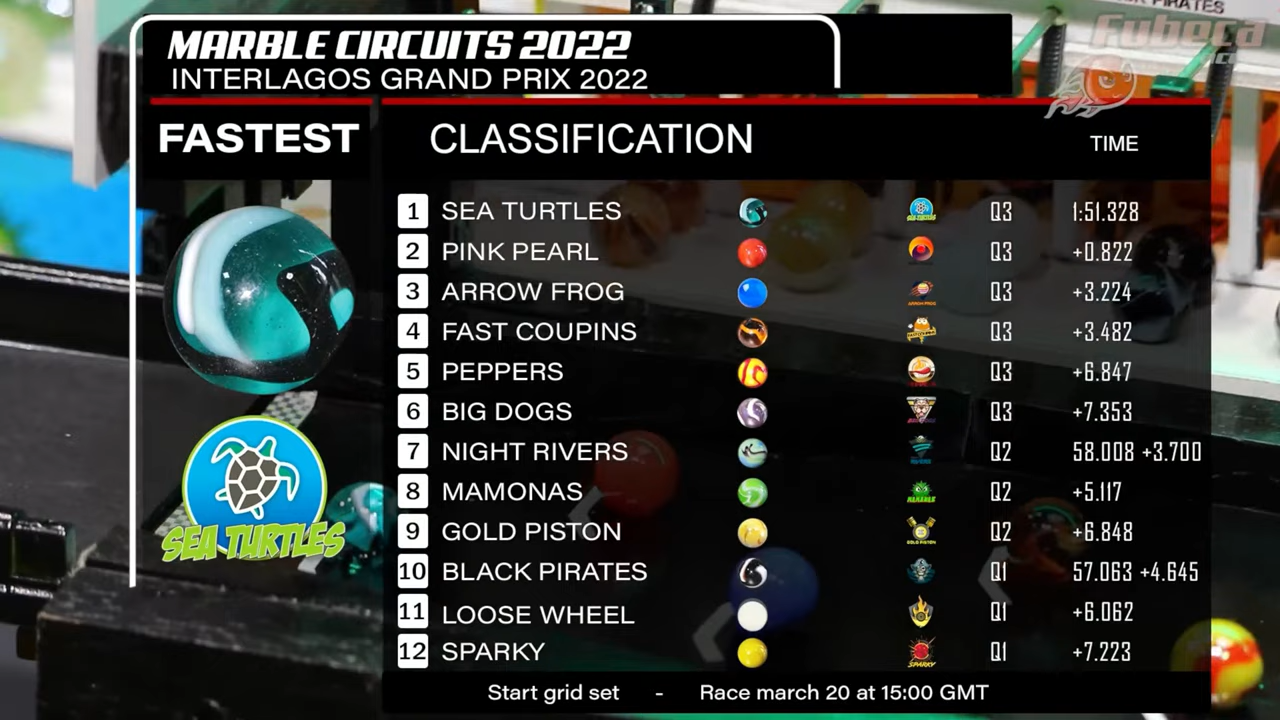 PIRATES
Fubeca
MARBLE CIRCUITS 2022
INTERLAGOS GRAND PRIX 2022
FASTEST
CLASSIFICATION
TIME
1 SEA TURTLES Q3 1:51.328
2 PINK PEARL Q3 +0.822
3 ARROW FROG Q3 +3.224
4 FAST COUPINS Q3 +3.482
5 PEPPERS Q3 +6.847
6 BIG DOGS Q3 +7.353
7 NIGHT RIVERS Q2 58.008 +3.700
8 MAMONAS Q2 +5.117
9 GOLD PISTON Q2 +6.848
10 BLACK PIRATES Q1 57.063 +4.645
11 LOOSE WHEEL Q1 +6.062
12 SPARKY Q1 +7.223
SEA TURTLES
GOLD PISTON
SPARKY
Start grid set - Race march 20 at 15:00 GMT